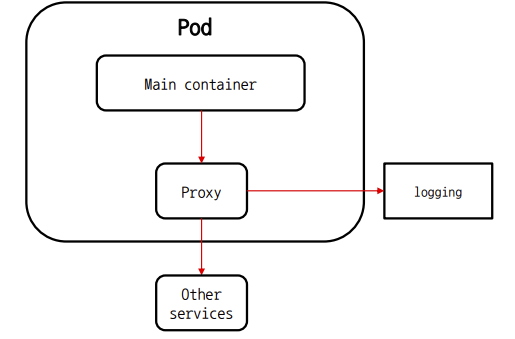 Pod
Main container
Proxy
logging
Other
services